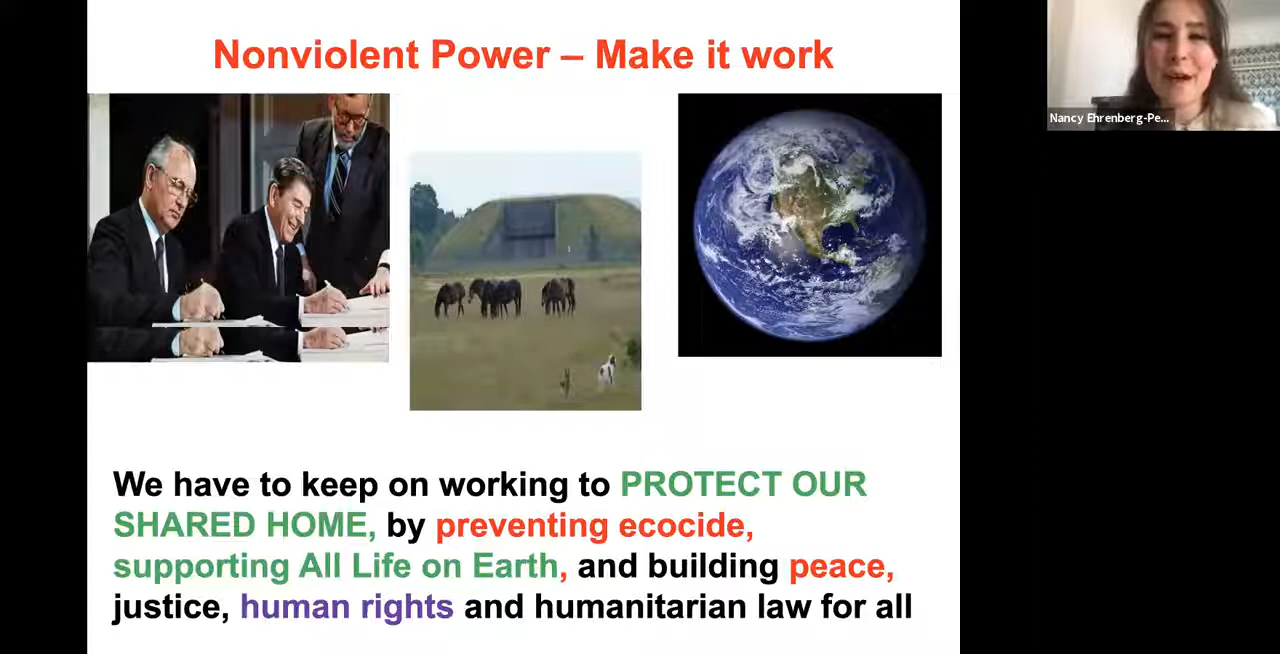 Nonviolent Power – Make it work
Nancy Ehrenberg-Pe...
We have to keep on working to PROTECT OUR
SHARED HOME, by preventing ecocide,
supporting All Life on Earth, and building peace,
justice, human rights and humanitarian law for all